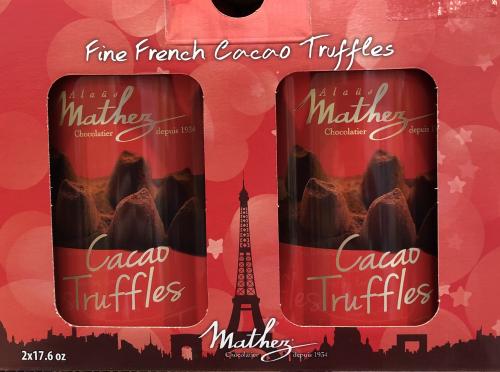 Fine French Cacao Truffles
Alain
Mathez
Chocolatier depuis 1934
Cacao
Truffles
Mathez
Chocolatier depuis 1934
Cacao
Truffles
Mathez
Chocolatier depuis 1934
2x17.6 oz